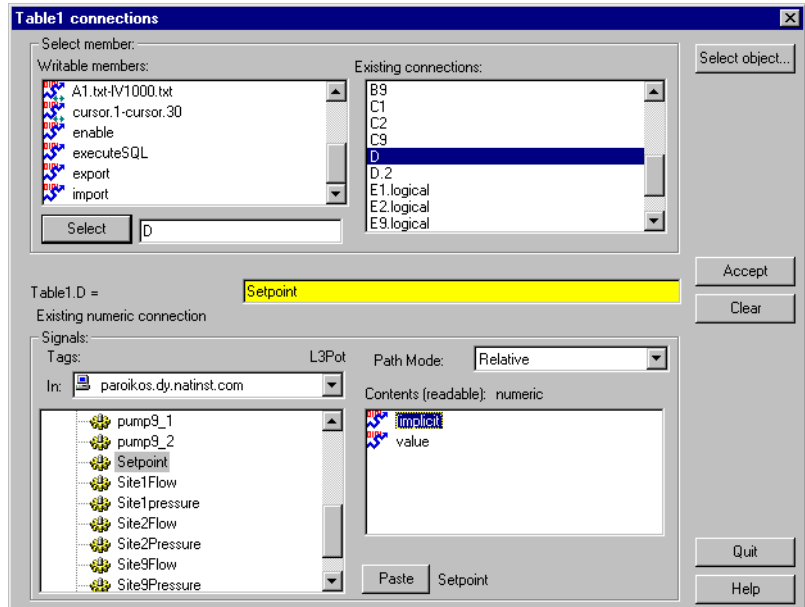 Table1 connections
Select member:
Writable members:
A1.txt-IV1000.txt
cursor.1-cursor.30
enable
executeSQL
export
import
Select
D
Existing connections:
B9
C1
C2
C9
D
D.2
E1.logical
E2.logical
E9.logical
Select object...
Accept
Clear
Table1.D =
Setpoint
Existing numeric connection
Signals:
Tags:
L3Pot
In:
paroikos.dy.natinst.com
pump9_1
pump9_2
Setpoint
Site1Flow
Site1pressure
Site2Flow
Site2Pressure
Site9Flow
Site9Pressure
Path Mode:
Relative
Contents (readable): numeric
implicit
value
Paste
Setpoint
Quit
Help